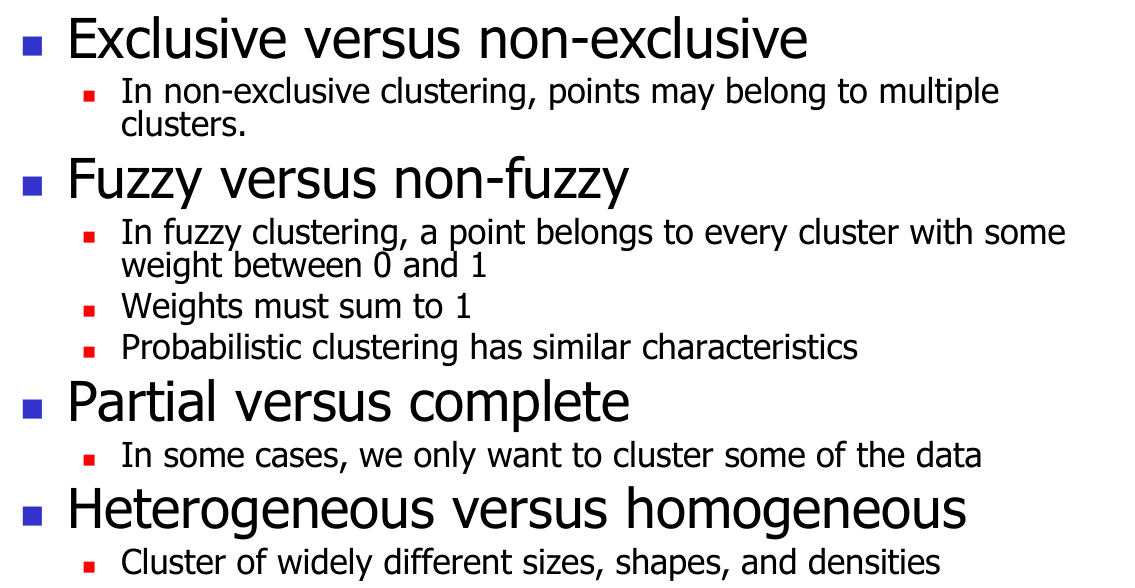 Exclusive versus non-exclusive
In non-exclusive clustering, points may belong to multiple
clusters.
Fuzzy versus non-fuzzy
In fuzzy clustering, a point belongs to every cluster with some
weight between 0 and 1
Weights must sum to 1
Probabilistic clustering has similar characteristics
Partial versus complete
In some cases, we only want to cluster some of the data
Heterogeneous versus homogeneous
Cluster of widely different sizes, shapes, and densities